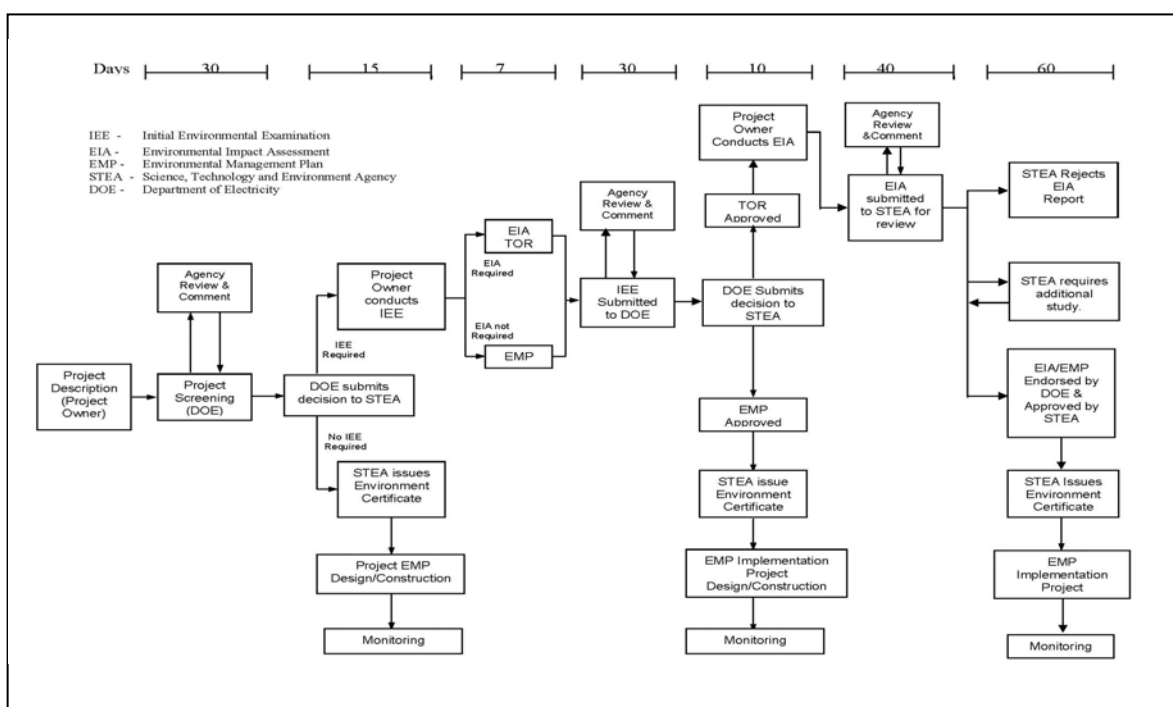 Days 30 15 7 30 10 40 60
IEE - Initial Environmental Examination
EIA - Environmental Impact Assessment
EMP - Environmental Management Plan
STEA - Science, Technology and Environment Agency
DOE - Department of Electricity
Project
Description
(Project
Owner)
Agency
Review &
Comment
Project
Screening
(DOE)
DOE submits
decision to STEA
IEE
Required
No IEE
Required
Project
Owner
conducts
IEE
STEA issues
Environment
Certificate
Project EMP
Design/Construction
Monitoring
EIA
Required
EIA not
Required
EIA
TOR
EMP
Agency
Review &
Comment
IEE
Submitted
to DOE
Project
Owner
Conducts EIA
TOR
Approved
DOE Submits
decision to
STEA
EMP
Approved
STEA issue
Environment
Certificate
EMP Implementation
Project
Design/Construction
Monitoring
Agency
Review
&Comment
EIA
submitted
to STEA for
review
STEA Rejects
EIA
Report
STEA requires
additional
study.
EIA/EMP
Endorsed by
DOE &
Approved by
STEA
STEA Issues
Environment
Certificate
EMP
Implementation
Project
Monitoring